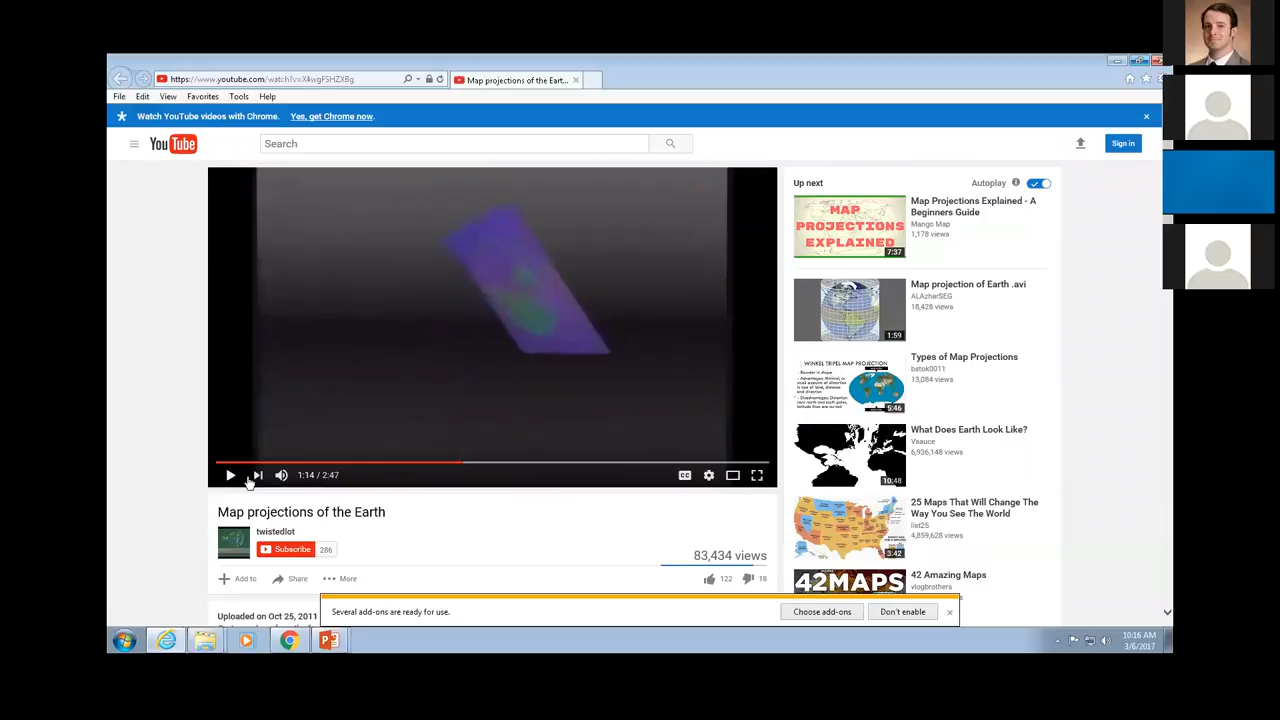 https://www.youtube.com/watch?v=X4wgF5HZXBg
Map projections of the Eart...
File Edit View Favorites Tools Help
Watch YouTube videos with Chrome. Yes, get Chrome now.
YouTube
Search
Sign in
Up next
Autoplay
MAP PROJECTIONS EXPLAINED
7:37
Map Projections Explained - A Beginners Guide
Mango Map
1,178 views
1:59
Map projection of Earth .avi
ALAzharSEG
18,428 views
WINKEL TRIPEL MAP PROJECTION
5:46
Types of Map Projections
bstok0011
13,084 views
10:48
What Does Earth Look Like?
Vsauce
6,936,148 views
3:42
25 Maps That Will Change The Way You See The World
list25
4,859,628 views
42MAPS
42 Amazing Maps
vlogbrothers
1:14 / 2:47
CC
Map projections of the Earth
twistedlot
Subscribe 286
83,434 views
Add to Share More
122 18
Uploaded on Oct 25, 2011
Several add-ons are ready for use.
Choose add-ons
Don't enable
10:16 AM
3/6/2017